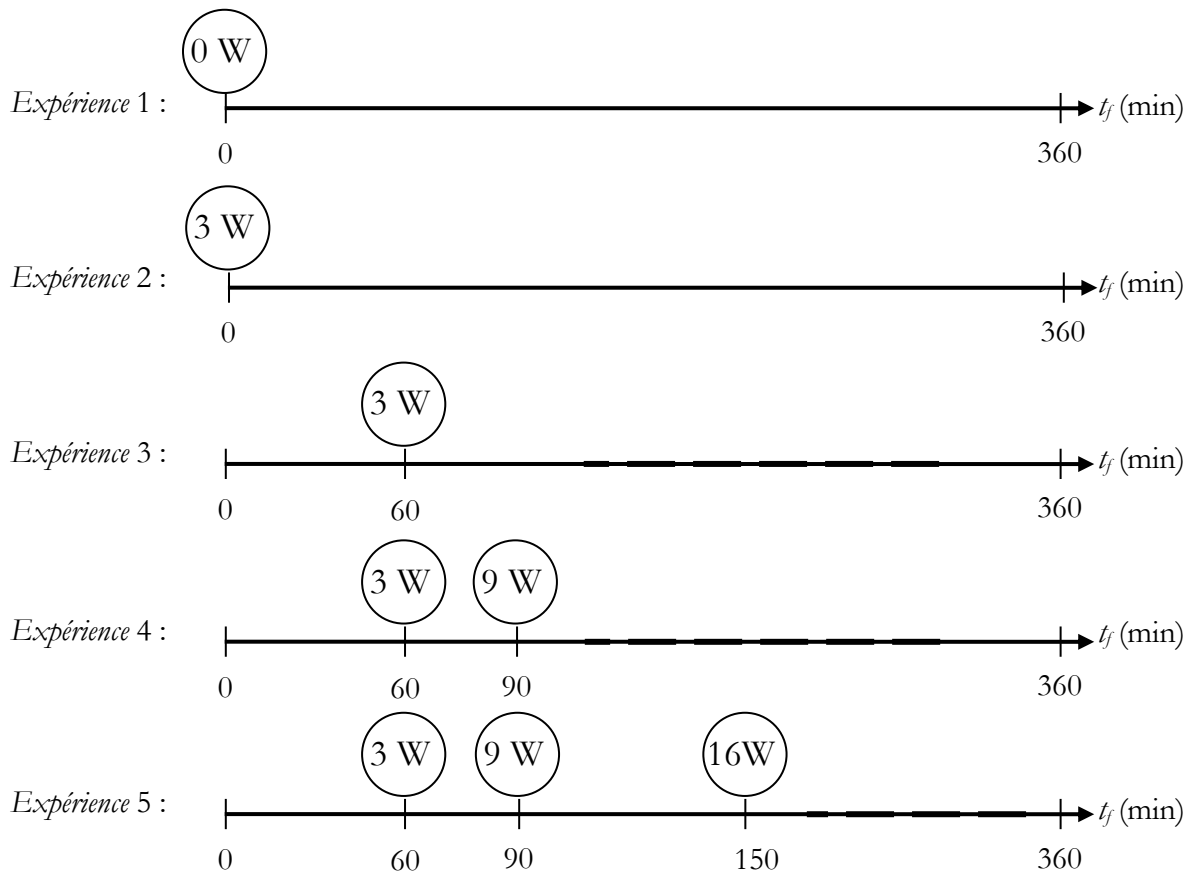 0 W
Expérience 1 :
t_f (min)
0 360
3 W
Expérience 2 :
t_f (min)
0 360
3 W
Expérience 3 :
t_f (min)
0 60 360
3 W 9 W
Expérience 4 :
t_f (min)
0 60 90 360
3 W 9 W 16W
Expérience 5 :
t_f (min)
0 60 90 150 360